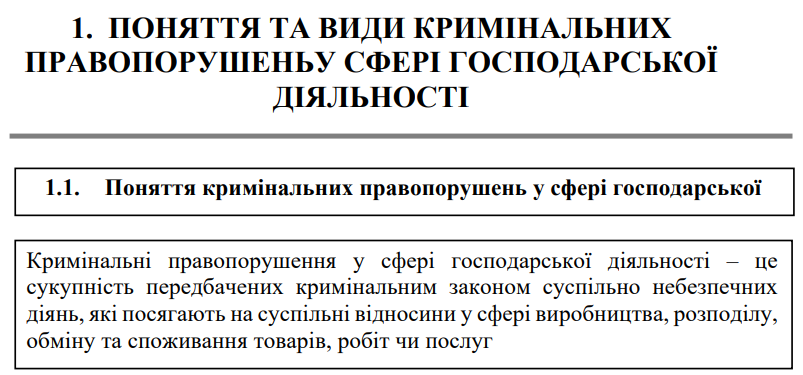 1. ПОНЯТТЯ ТА ВИДИ КРИМІНАЛЬНИХ
ПРАВОПОРУШЕНЬУ СФЕРІ ГОСПОДАРСЬКОЇ
ДІЯЛЬНОСТІ
1.1. Поняття кримінальних правопорушень у сфері господарської
Кримінальні правопорушення у сфері господарської діяльності – це
сукупність передбачених кримінальним законом суспільно небезпечних
діянь, які посягають на суспільні відносини у сфері виробництва, розподілу,
обміну та споживання товарів, робіт чи послуг